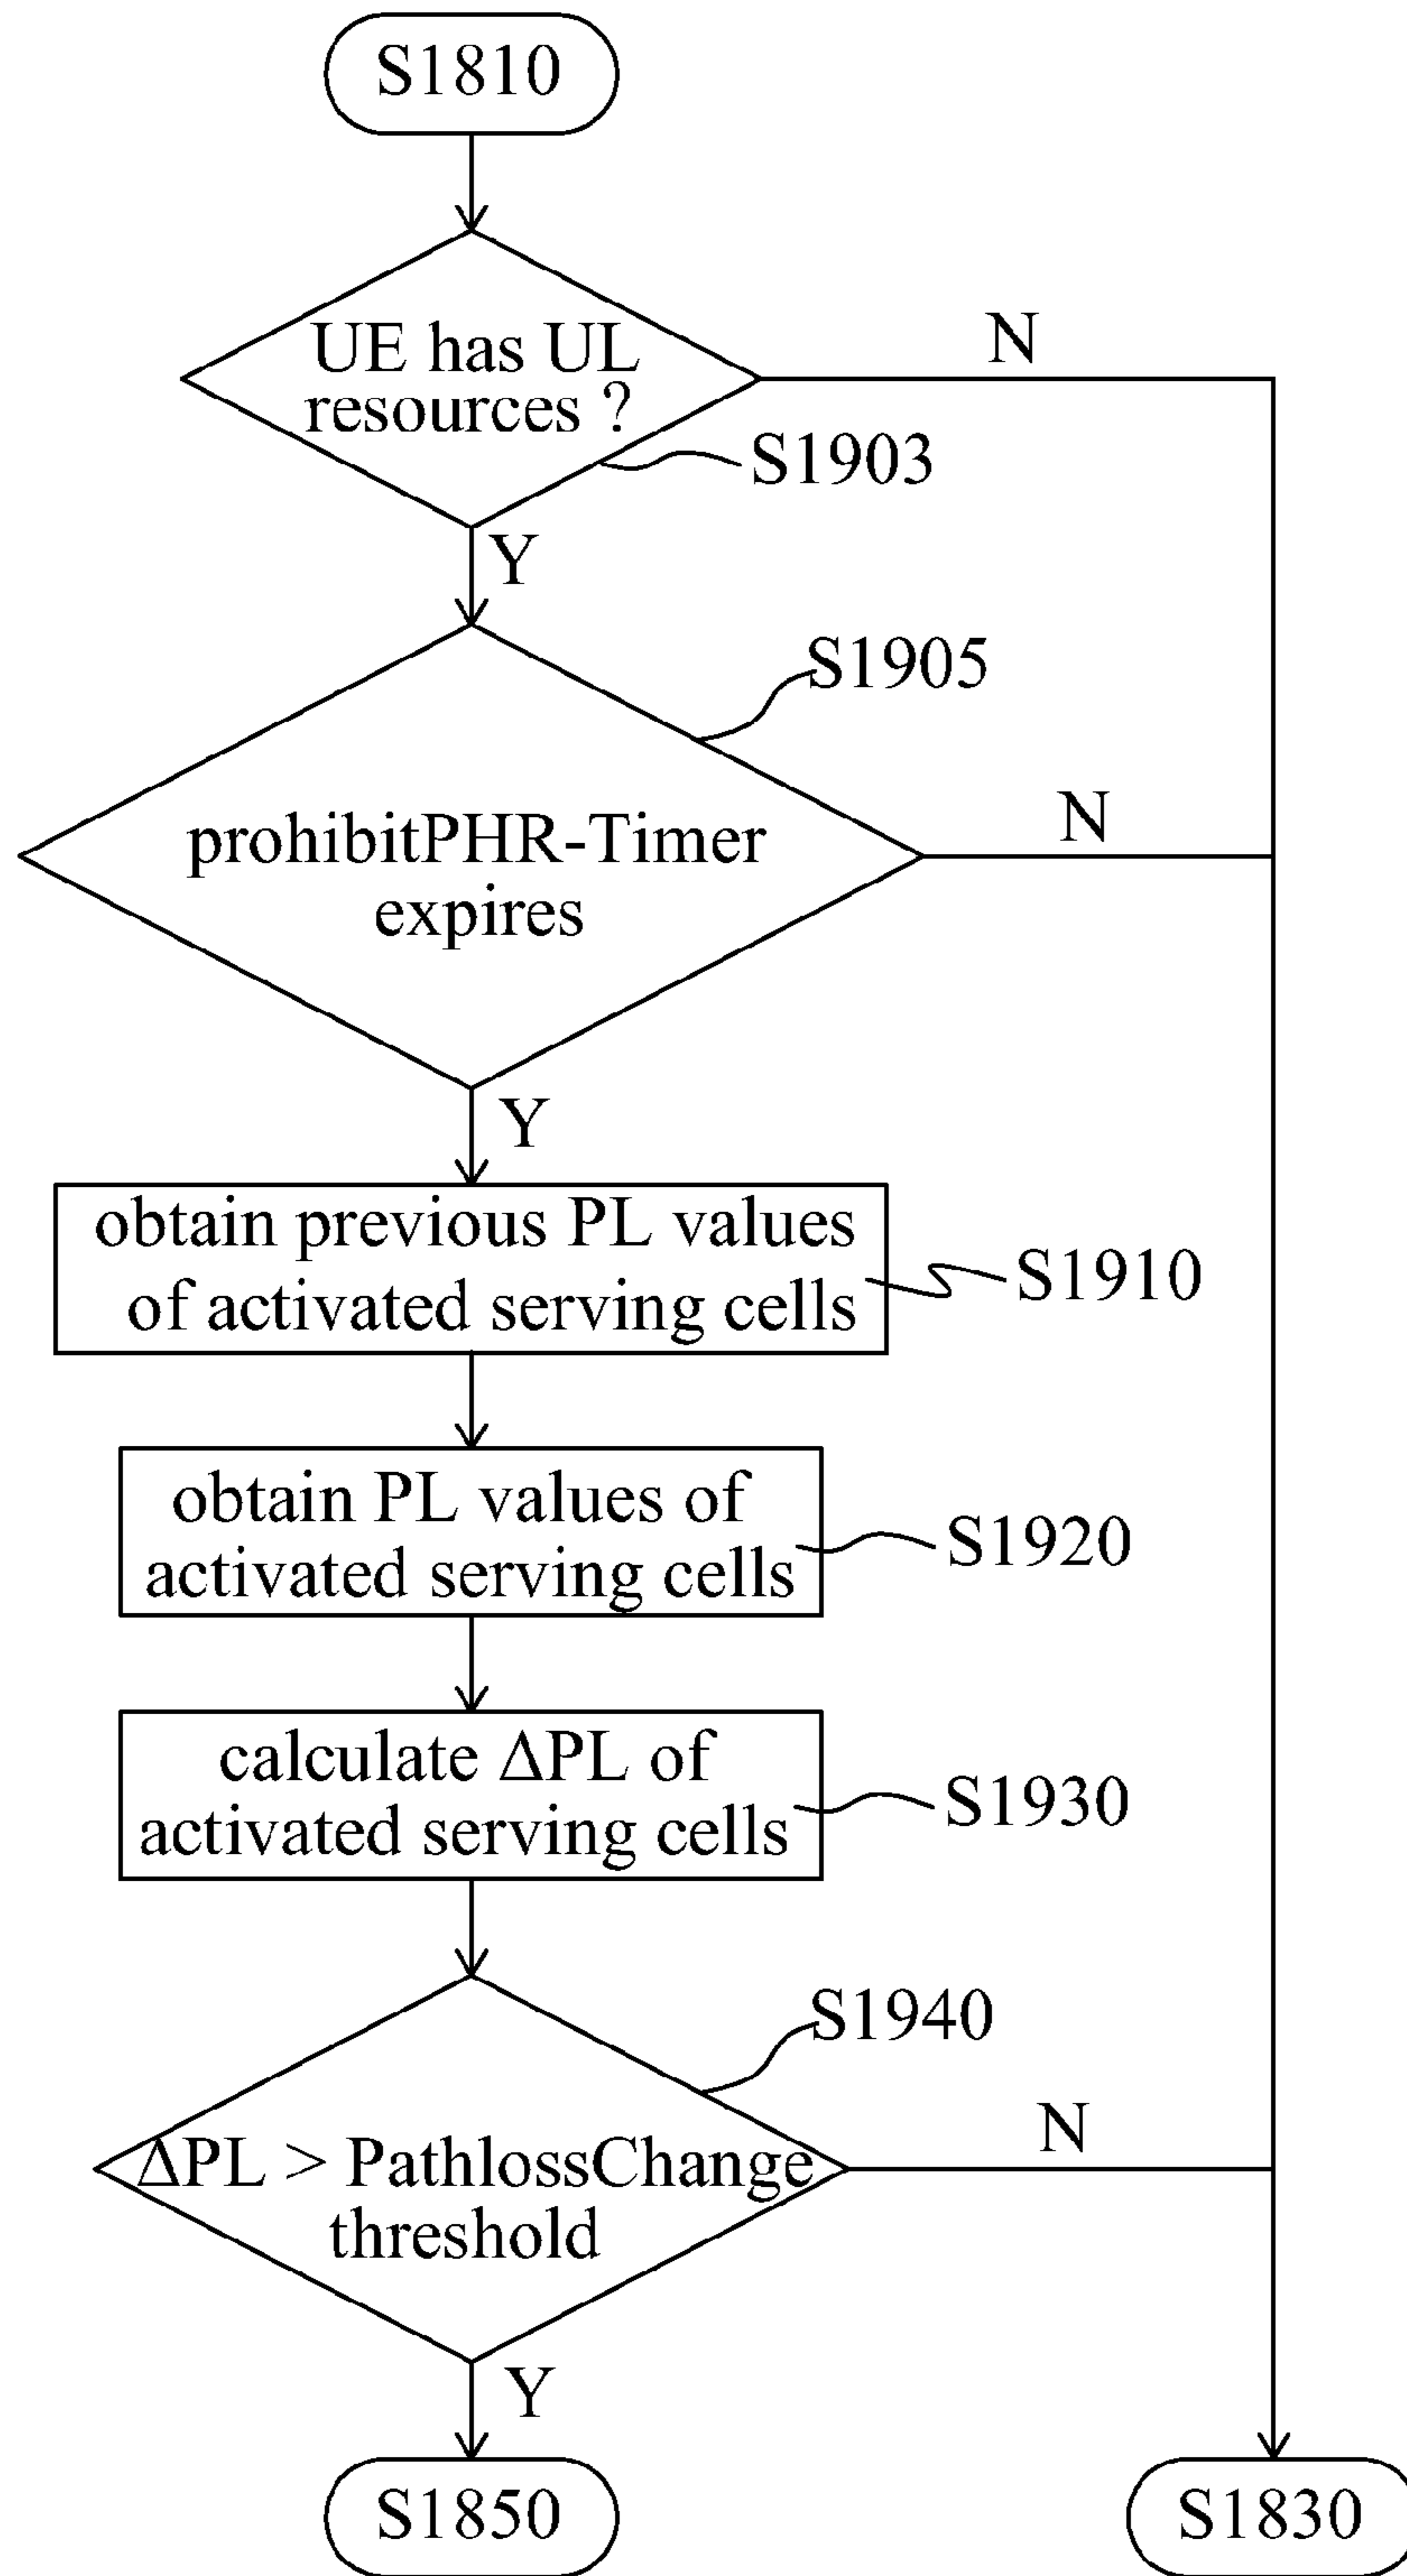 S1810
UE has UL
resources ?
N
S1903
Y
S1905
prohibitPHR-Timer
expires
N
Y
obtain previous PL values
of activated serving cells
S1910
obtain PL values of
activated serving cells
S1920
calculate ΔPL of
activated serving cells
S1930
S1940
ΔPL > PathlossChange
threshold
N
Y
S1850
S1830